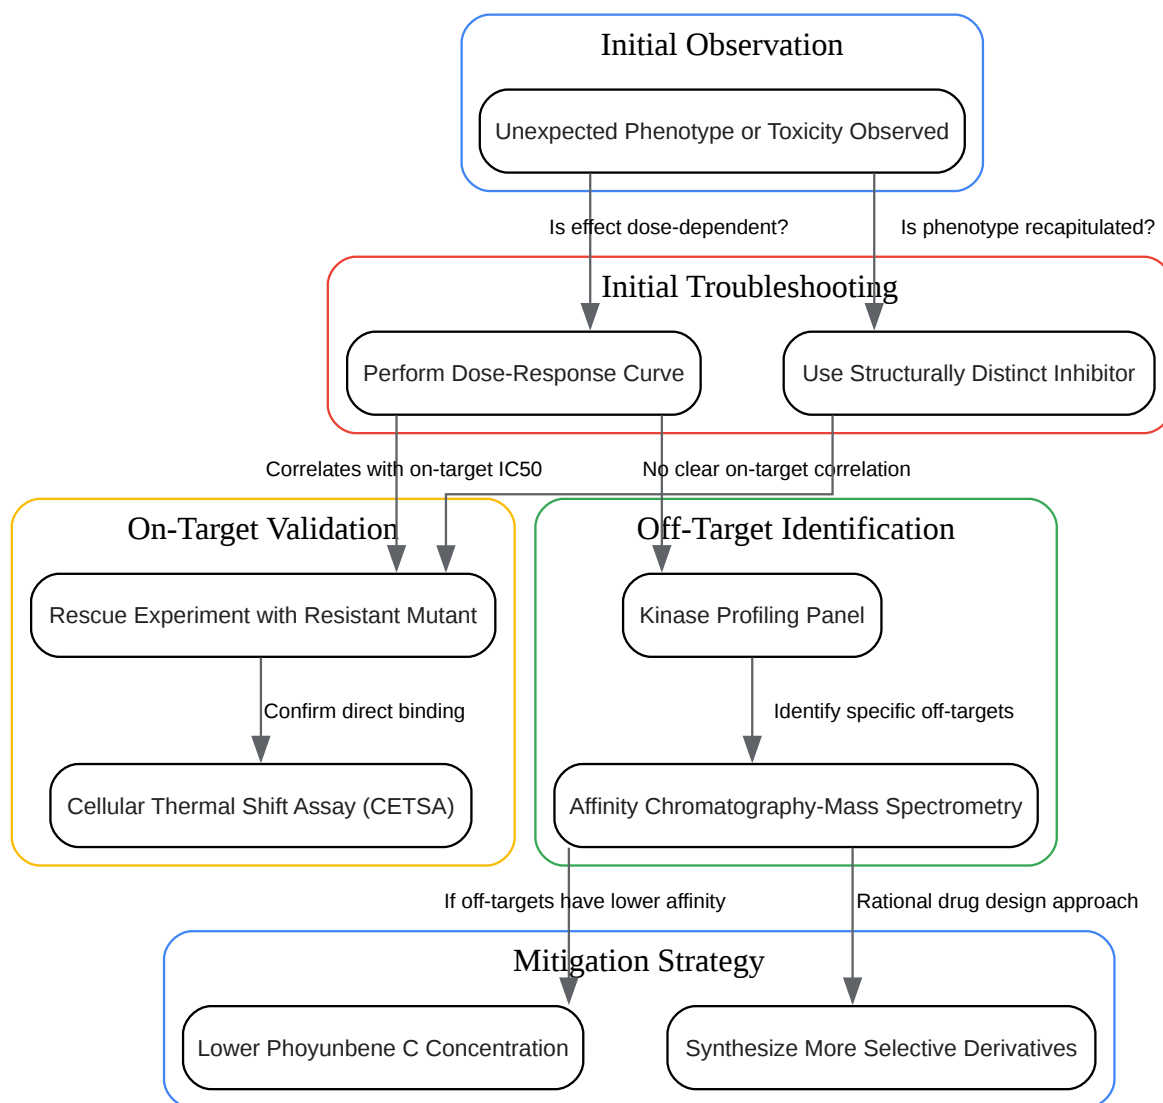 Initial Observation
Unexpected Phenotype or Toxicity Observed
Is effect dose-dependent?
Is phenotype recapitulated?
Initial Troubleshooting
Perform Dose-Response Curve
Use Structurally Distinct Inhibitor
Correlates with on-target IC50
No clear on-target correlation
On-Target Validation
Off-Target Identification
Rescue Experiment with Resistant Mutant
Kinase Profiling Panel
Confirm direct binding
Identify specific off-targets
Cellular Thermal Shift Assay (CETSA)
Affinity Chromatography-Mass Spectrometry
If off-targets have lower affinity
Rational drug design approach
Mitigation Strategy
Lower Phoyunbene C Concentration
Synthesize More Selective Derivatives